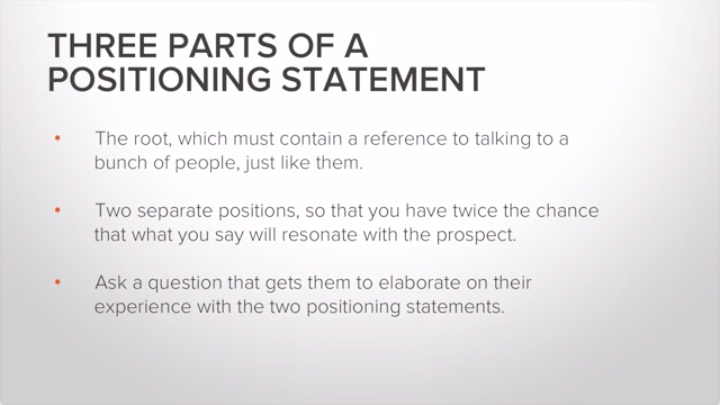 THREE PARTS OF A
POSITIONING STATEMENT
• The root, which must contain a reference to talking to a
bunch of people, just like them.
• Two separate positions, so that you have twice the chance
that what you say will resonate with the prospect.
• Ask a question that gets them to elaborate on their
experience with the two positioning statements.